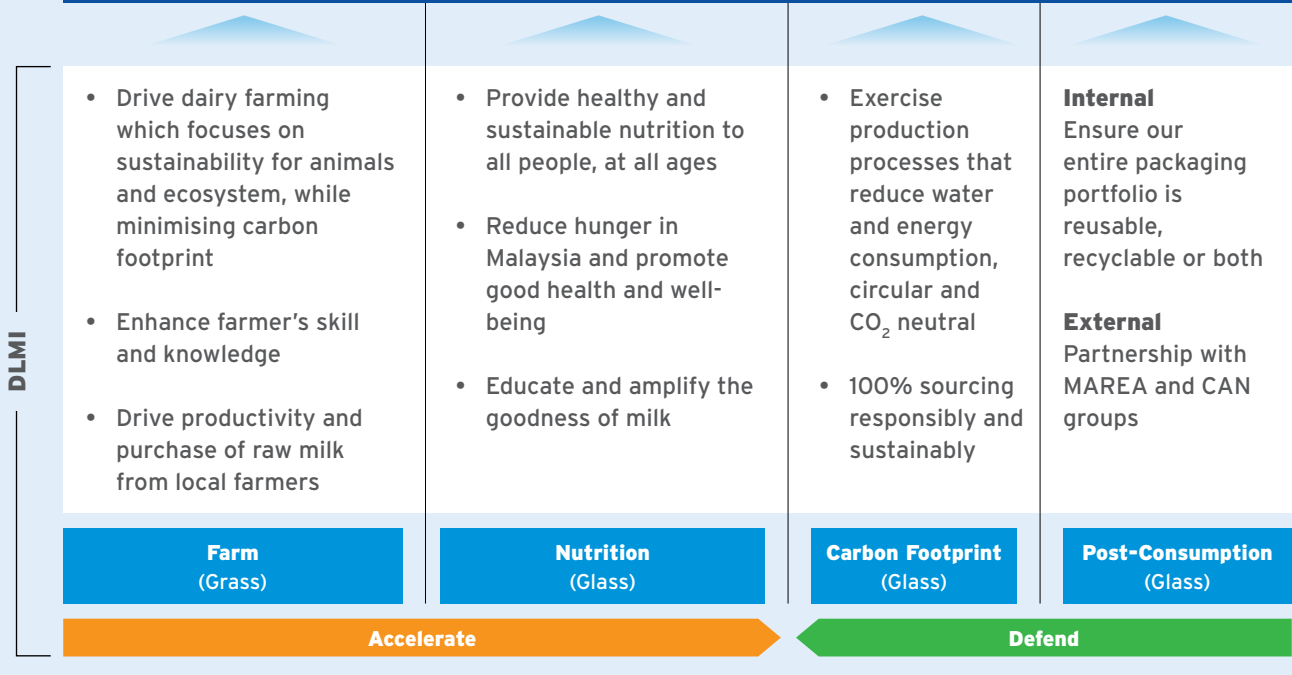 DLMI
• Drive dairy farming
which focuses on
sustainability for animals
and ecosystem, while
minimising carbon
footprint
• Enhance farmer's skill
and knowledge
• Drive productivity and
purchase of raw milk
from local farmers
Farm
(Grass)
• Provide healthy and
sustainable nutrition to
all people, at all ages
• Reduce hunger in
Malaysia and promote
good health and well-
being
• Educate and amplify the
goodness of milk
Nutrition
(Glass)
• Exercise
production
processes that
reduce water
and energy
consumption,
circular and
CO₂ neutral
• 100% sourcing
responsibly and
sustainably
Carbon Footprint
(Glass)
Internal
Ensure our
entire packaging
portfolio is
reusable,
recyclable or both
External
Partnership with
MAREA and CAN
groups
Post-Consumption
(Glass)
Accelerate
Defend